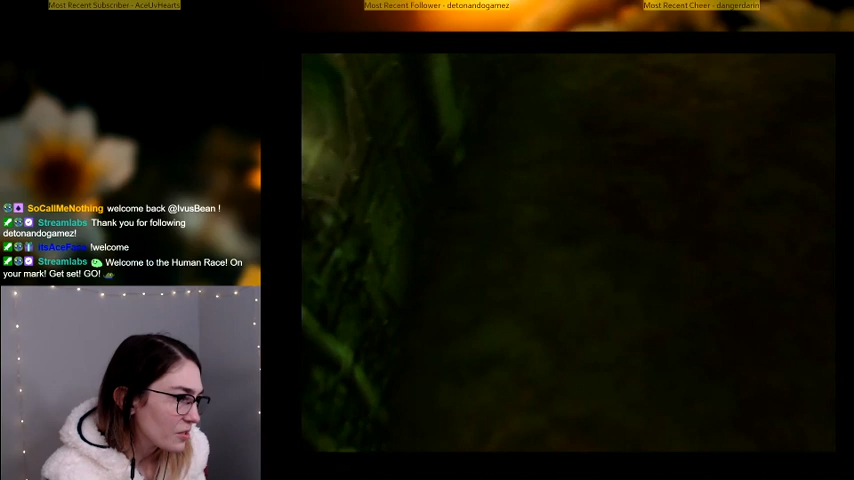 Most Recent Subscriber - AceUvHearts
Most Recent Follower - detonandogamez
Most Recent Cheer - dangerdarin
SoCallMeNothing welcome back @IvusBean !
Streamlabs Thank you for following
detonandogamez!
itsAceFace !welcome
Streamlabs Welcome to the Human Race! On
your mark! Get set! GO!